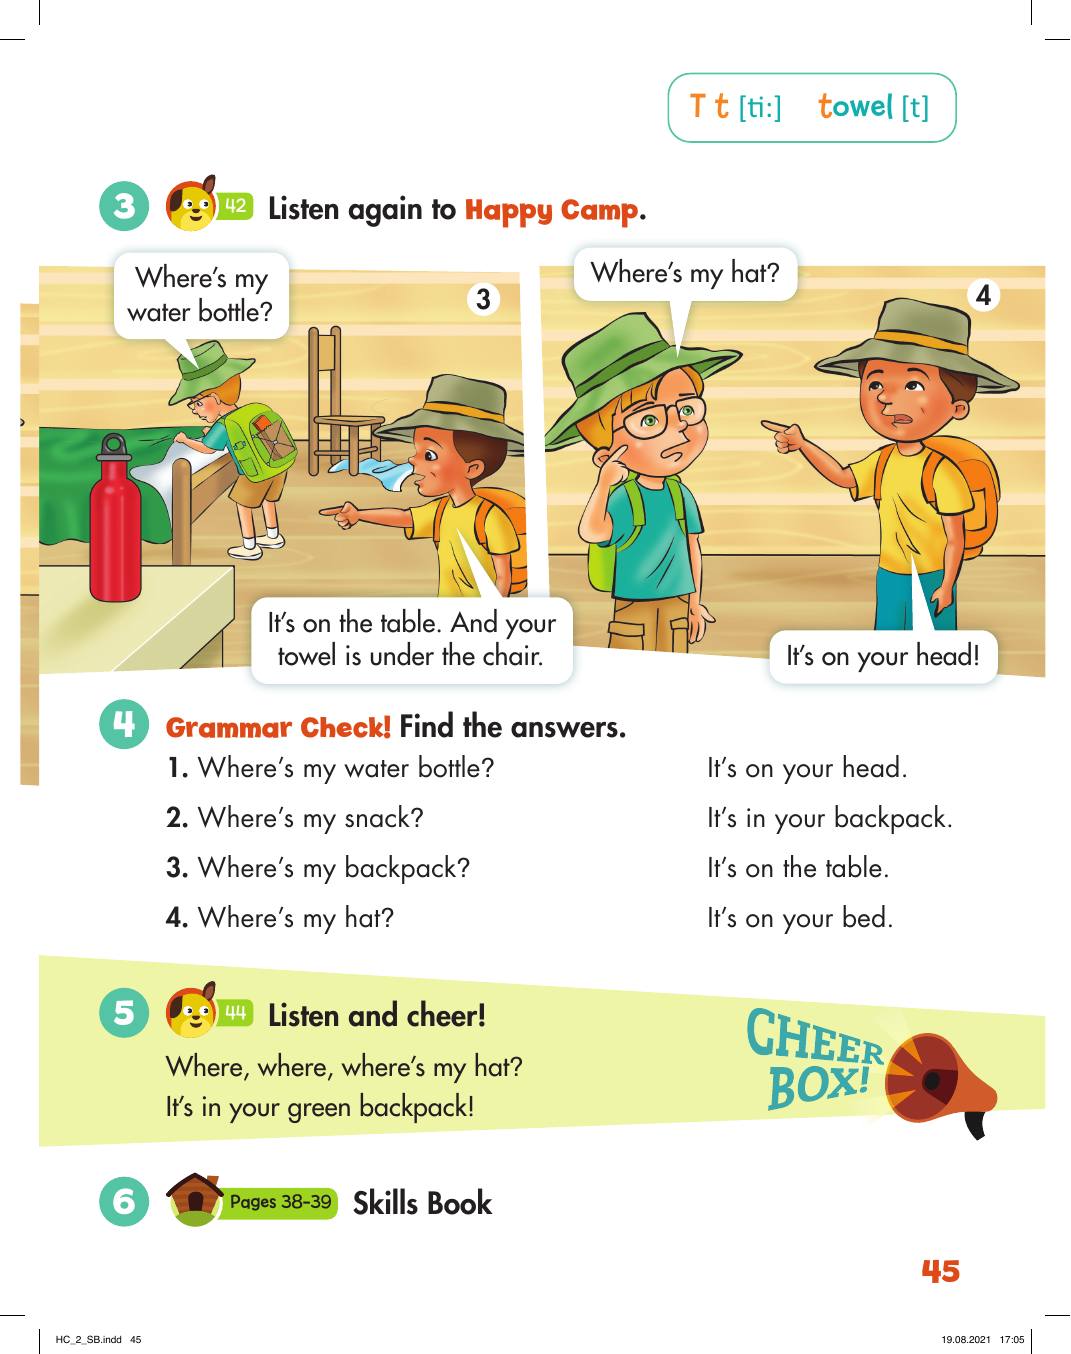 T t [ti:] towel [t]
3 42 Listen again to Happy Camp.
Where's my
water bottle?
3
It's on the table. And your
towel is under the chair.
Where's my hat?
4
It's on your head!
4 Grammar Check! Find the answers.
1. Where's my water bottle? It's on your head.
2. Where's my snack? It's in your backpack.
3. Where's my backpack? It's on the table.
4. Where's my hat? It's on your bed.
5 44 Listen and cheer!
Where, where, where's my hat?
It's in your green backpack!
CHEER
BOX!
6 Pages 38-39 Skills Book
45
HC_2_SB.indd 45 19.08.2021 17:05